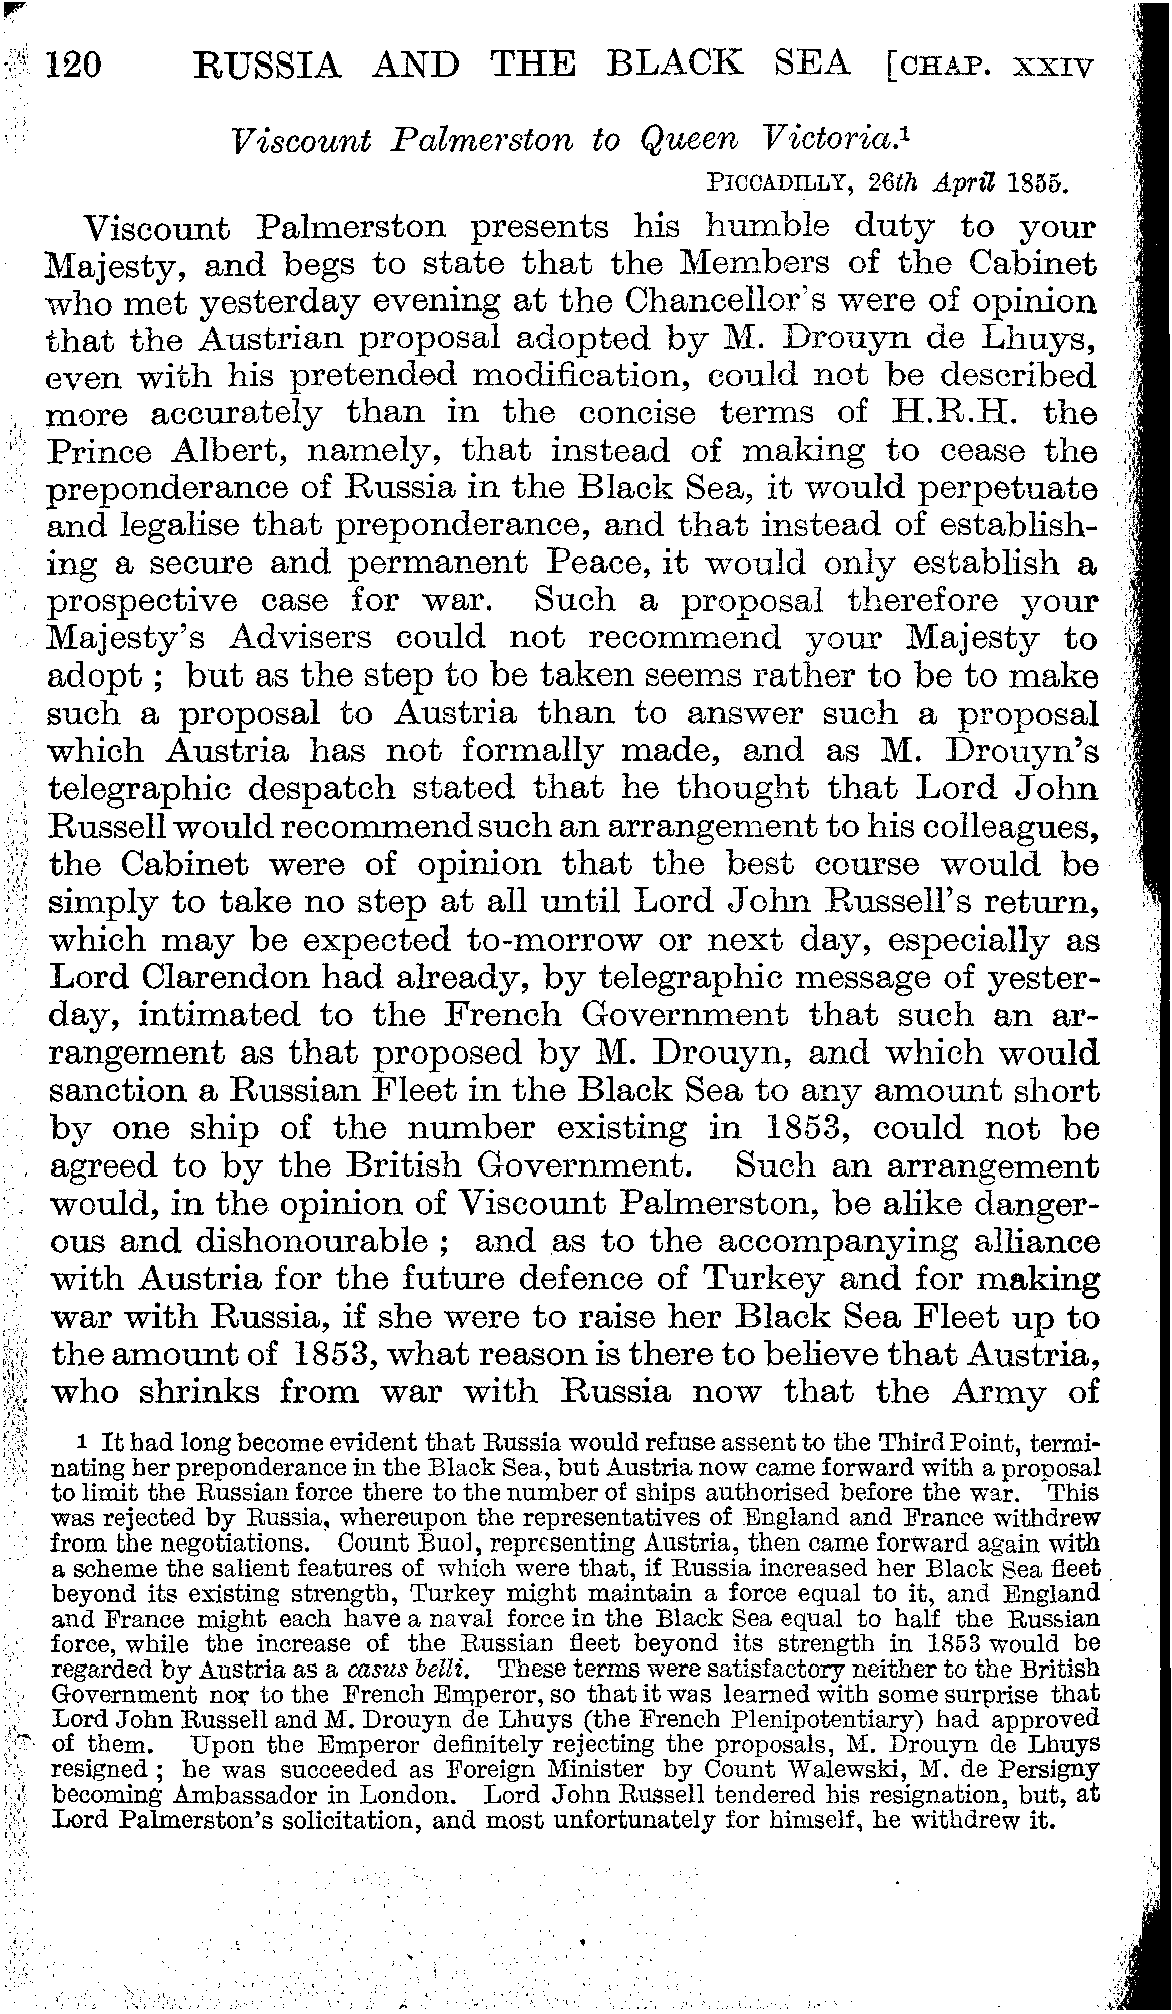 120 RUSSIA AND THE BLACK SEA [CHAP. XXIV
Viscount Palmerston to Queen Victoria.¹
PICCADILLY, 26th April 1855.
Viscount Palmerston presents his humble duty to your
Majesty, and begs to state that the Members of the Cabinet
who met yesterday evening at the Chancellor's were of opinion
that the Austrian proposal adopted by M. Drouyn de Lhuys,
even with his pretended modification, could not be described
more accurately than in the concise terms of H.R.H. the
Prince Albert, namely, that instead of making to cease the
preponderance of Russia in the Black Sea, it would perpetuate
and legalise that preponderance, and that instead of establish-
ing a secure and permanent Peace, it would only establish a
prospective case for war. Such a proposal therefore your
Majesty's Advisers could not recommend your Majesty to
adopt ; but as the step to be taken seems rather to be to make
such a proposal to Austria than to answer such a proposal
which Austria has not formally made, and as M. Drouyn's
telegraphic despatch stated that he thought that Lord John
Russell would recommend such an arrangement to his colleagues,
the Cabinet were of opinion that the best course would be
simply to take no step at all until Lord John Russell's return,
which may be expected to-morrow or next day, especially as
Lord Clarendon had already, by telegraphic message of yester-
day, intimated to the French Government that such an ar-
rangement as that proposed by M. Drouyn, and which would
sanction a Russian Fleet in the Black Sea to any amount short
by one ship of the number existing in 1853, could not be
agreed to by the British Government. Such an arrangement
would, in the opinion of Viscount Palmerston, be alike danger-
ous and dishonourable ; and as to the accompanying alliance
with Austria for the future defence of Turkey and for making
war with Russia, if she were to raise her Black Sea Fleet up to
the amount of 1853, what reason is there to believe that Austria,
who shrinks from war with Russia now that the Army of
1 It had long become evident that Russia would refuse assent to the Third Point, termi-
nating her preponderance in the Black Sea, but Austria now came forward with a proposal
to limit the Russian force there to the number of ships authorised before the war. This
was rejected by Russia, whereupon the representatives of England and France withdrew
from the negotiations. Count Buol, representing Austria, then came forward again with
a scheme the salient features of which were that, if Russia increased her Black Sea fleet
beyond its existing strength, Turkey might maintain a force equal to it, and England
and France might each have a naval force in the Black Sea equal to half the Russian
force, while the increase of the Russian fleet beyond its strength in 1853 would be
regarded by Austria as a casus belli. These terms were satisfactory neither to the British
Government nor to the French Emperor, so that it was learned with some surprise that
Lord John Russell and M. Drouyn de Lhuys (the French Plenipotentiary) had approved
of them. Upon the Emperor definitely rejecting the proposals, M. Drouyn de Lhuys
resigned ; he was succeeded as Foreign Minister by Count Walewski, M. de Persigny
becoming Ambassador in London. Lord John Russell tendered his resignation, but, at
Lord Palmerston's solicitation, and most unfortunately for himself, he withdrew it.